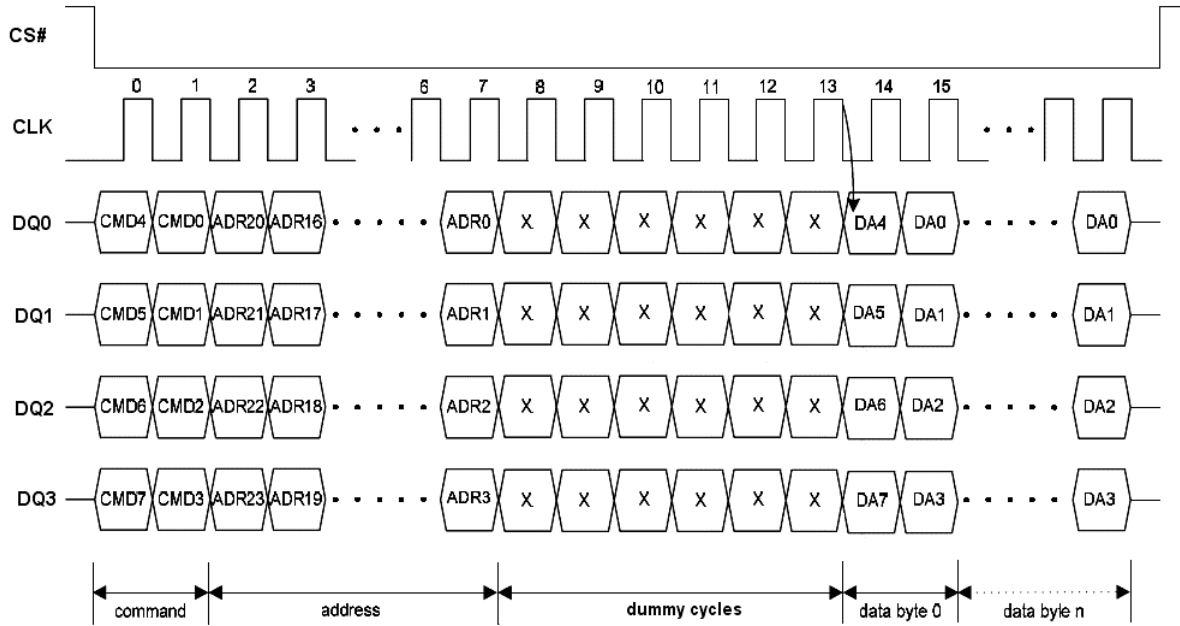 CS#
0 1 2 3 6 7 8 9 10 11 12 13 14 15
CLK
DQ0 CMD4 CMD0 ADR20 ADR16 ADR0 X X X X X X DA4 DA0 DA0
DQ1 CMD5 CMD1 ADR21 ADR17 ADR1 X X X X X X DA5 DA1 DA1
DQ2 CMD6 CMD2 ADR22 ADR18 ADR2 X X X X X X DA6 DA2 DA2
DQ3 CMD7 CMD3 ADR23 ADR19 ADR3 X X X X X X DA7 DA3 DA3
command address dummy cycles data byte 0 data byle n